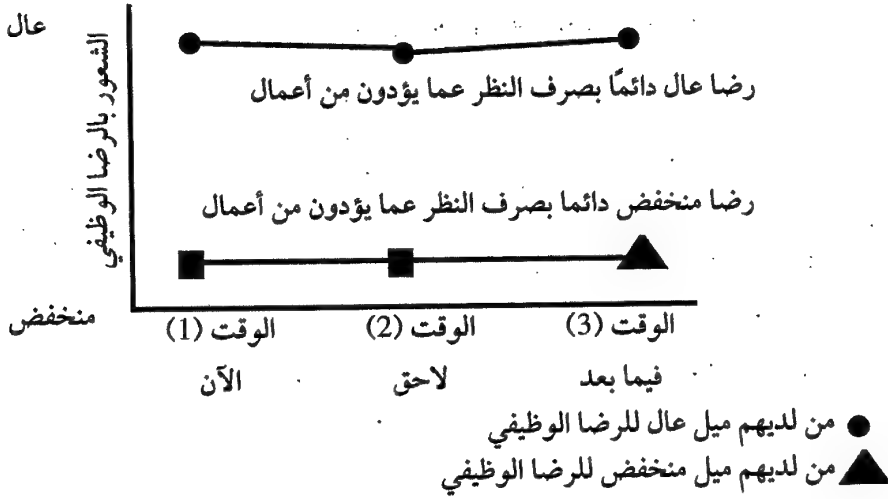 عال
الشعور بالرضا الوظيفي
رضا عال دائمًا بصرف النظر عما يؤدون من أعمال
رضا منخفض دائما بصرف النظر عما يؤدون من أعمال
منخفض
الوقت (1) الوقت (2) الوقت (3)
الآن لاحق فيما بعد
من لديهم ميل عال للرضا الوظيفي
من لديهم ميل منخفض للرضا الوظيفي